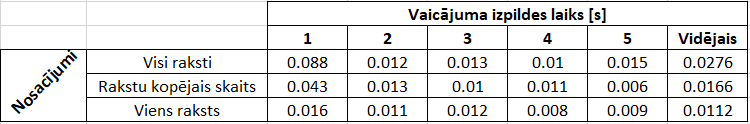 Vaicājuma izpildes laiks [s]
1 2 3 4 5 Vidējais
Nosacījumi
Visi raksti 0.088 0.012 0.013 0.01 0.015 0.0276
Rakstu kopējais skaits 0.043 0.013 0.01 0.011 0.006 0.0166
Viens raksts 0.016 0.011 0.012 0.008 0.009 0.0112